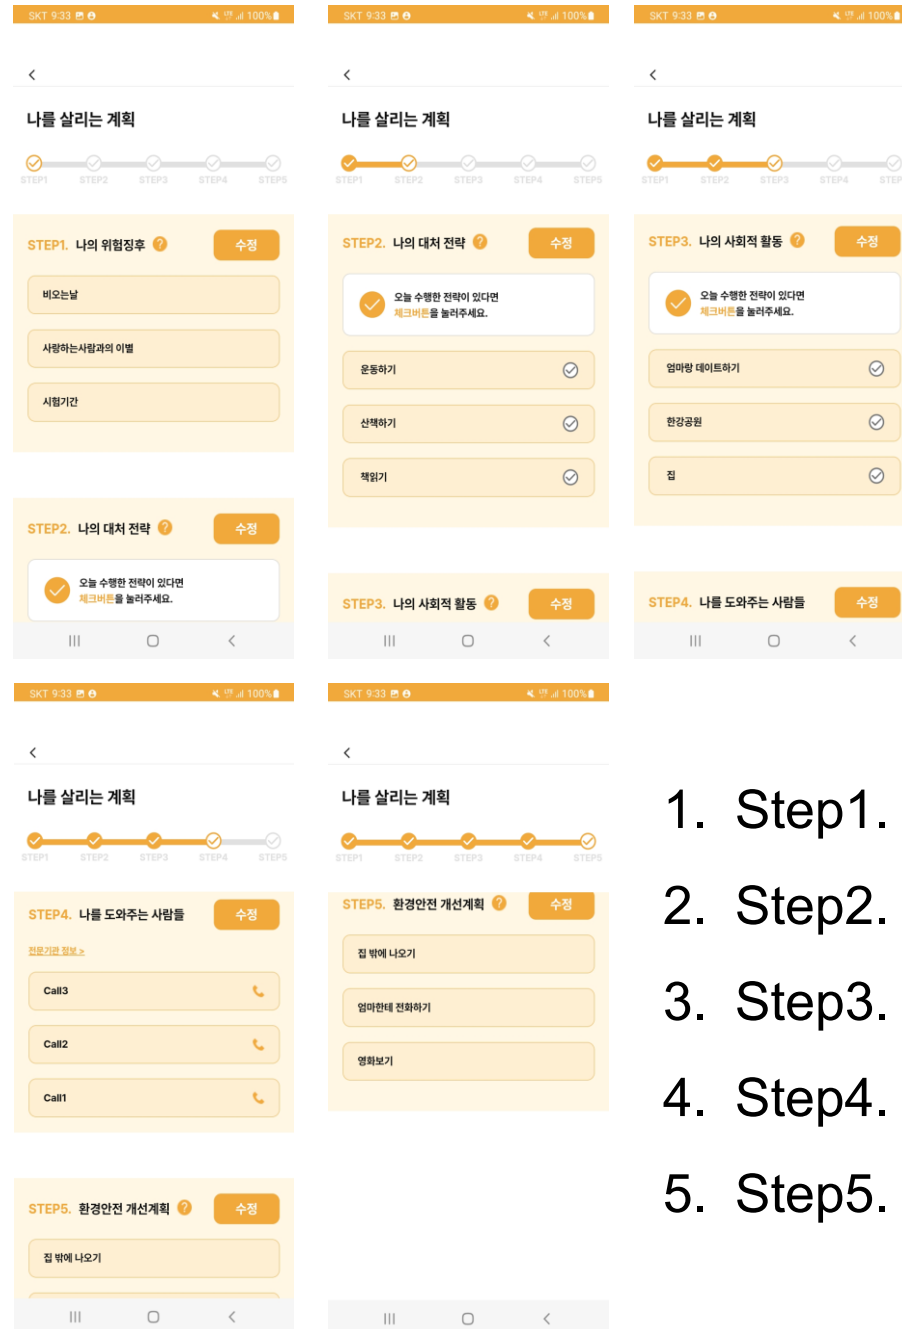 SKT 9:33
100%
나를 살리는 계획
STEP1 STEP2 STEP3 STEP4 STEP5
STEP1. 나의 위험징후 ? 수정
비오는날
사랑하는사람과의 이별
시험기간
STEP2. 나의 대처 전략 ? 수정
오늘 수행한 전략이 있다면
체크버튼을 눌러주세요.
SKT 9:33
100%
나를 살리는 계획
STEP1 STEP2 STEP3 STEP4 STEP5
STEP2. 나의 대처 전략 ? 수정
오늘 수행한 전략이 있다면
체크버튼을 눌러주세요.
운동하기
산책하기
책읽기
STEP3. 나의 사회적 활동 ? 수정
SKT 9:33
100%
나를 살리는 계획
STEP1 STEP2 STEP3 STEP4 STEP
STEP3. 나의 사회적 활동 ? 수정
오늘 수행한 전략이 있다면
체크버튼을 눌러주세요.
엄마랑 데이트하기
한강공원
집
STEP4. 나를 도와주는 사람들 수정
SKT 9:33
100%
나를 살리는 계획
STEP1 STEP2 STEP3 STEP4 STEP5
STEP4. 나를 도와주는 사람들 수정
전문기관 정보 >
Call3
Call2
Call1
STEP5. 환경안전 개선계획 ? 수정
집 밖에 나오기
SKT 9:33
100%
나를 살리는 계획
STEP1 STEP2 STEP3 STEP4 STEP5
STEP5. 환경안전 개선계획 ? 수정
집 밖에 나오기
엄마한테 전화하기
영화보기
1. Step1.
2. Step2.
3. Step3.
4. Step4.
5. Step5.